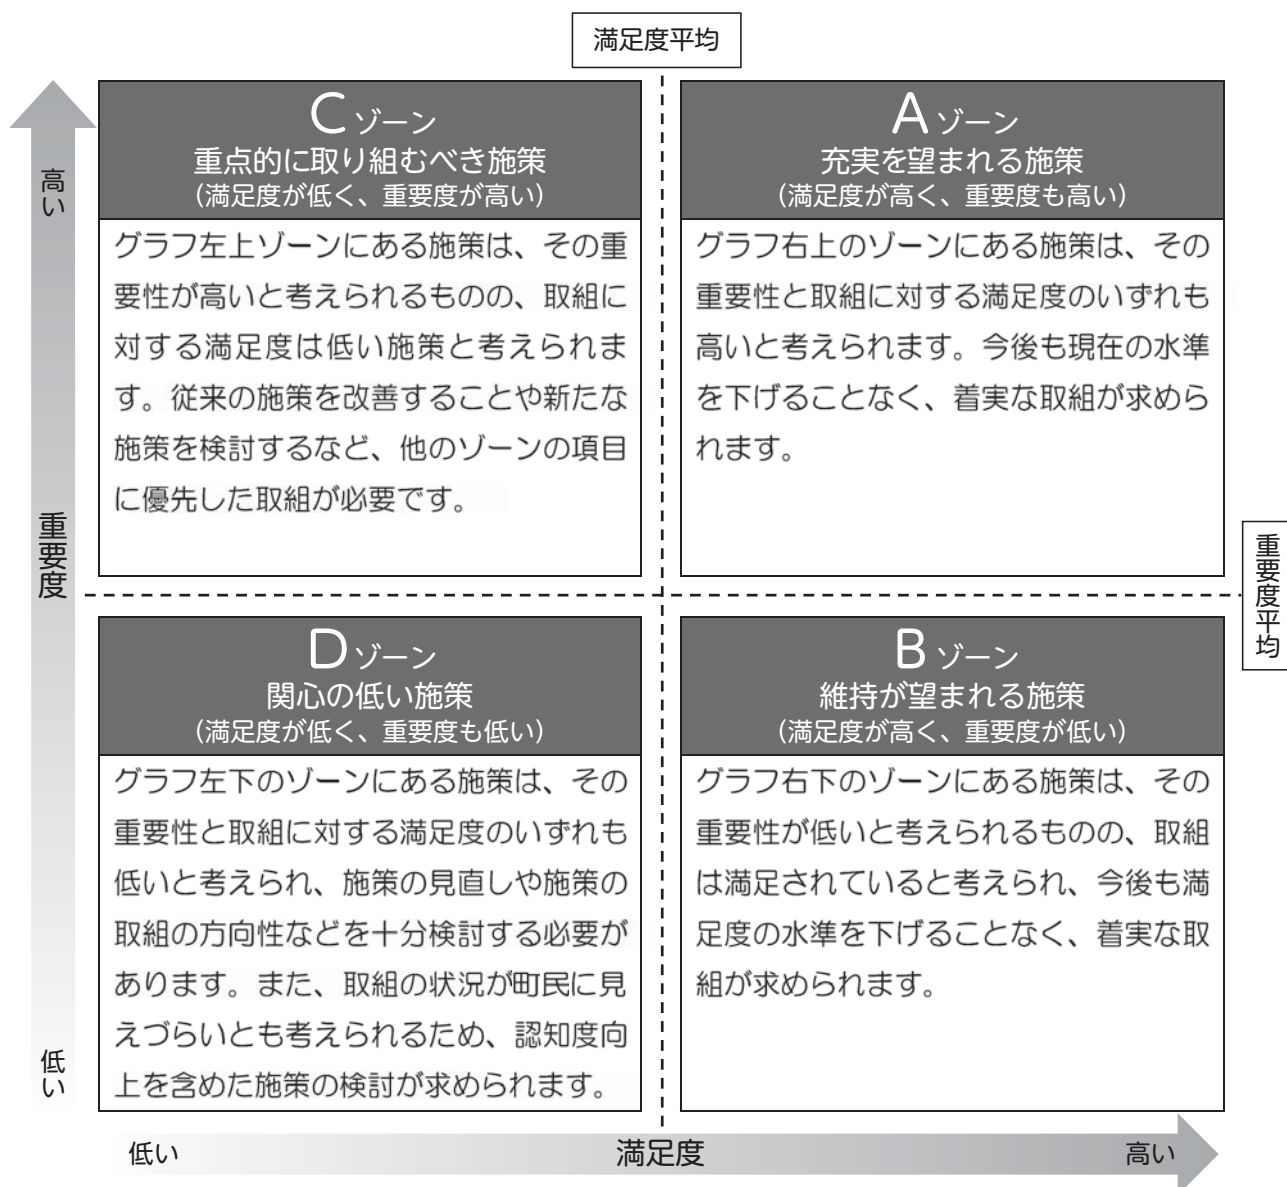 満足度平均
高い
重要度
低い
Cゾーン
重点的に取り組むべき施策
(満足度が低く、重要度が高い)
グラフ左上ゾーンにある施策は、その重
要性が高いと考えられるものの、取組に
対する満足度は低い施策と考えられま
す。従来の施策を改善することや新たな
施策を検討するなど、他のゾーンの項目
に優先した取組が必要です。
Aゾーン
充実を望まれる施策
(満足度が高く、重要度も高い)
グラフ右上のゾーンにある施策は、その
重要性と取組に対する満足度のいずれも
高いと考えられます。今後も現在の水準
を下げることなく、着実な取組が求めら
れます。
重要度平均
Dゾーン
関心の低い施策
(満足度が低く、重要度も低い)
グラフ左下のゾーンにある施策は、その
重要性と取組に対する満足度のいずれも
低いと考えられ、施策の見直しや施策の
取組の方向性などを十分検討する必要が
あります。また、取組の状況が町民に見
えづらいとも考えられるため、認知度向
上を含めた施策の検討が求められます。
Bゾーン
維持が望まれる施策
(満足度が高く、重要度が低い)
グラフ右下のゾーンにある施策は、その
重要性が低いと考えられるものの、取組
は満足されていると考えられ、今後も満
足度の水準を下げることなく、着実な取
組が求められます。
低い
満足度
高い